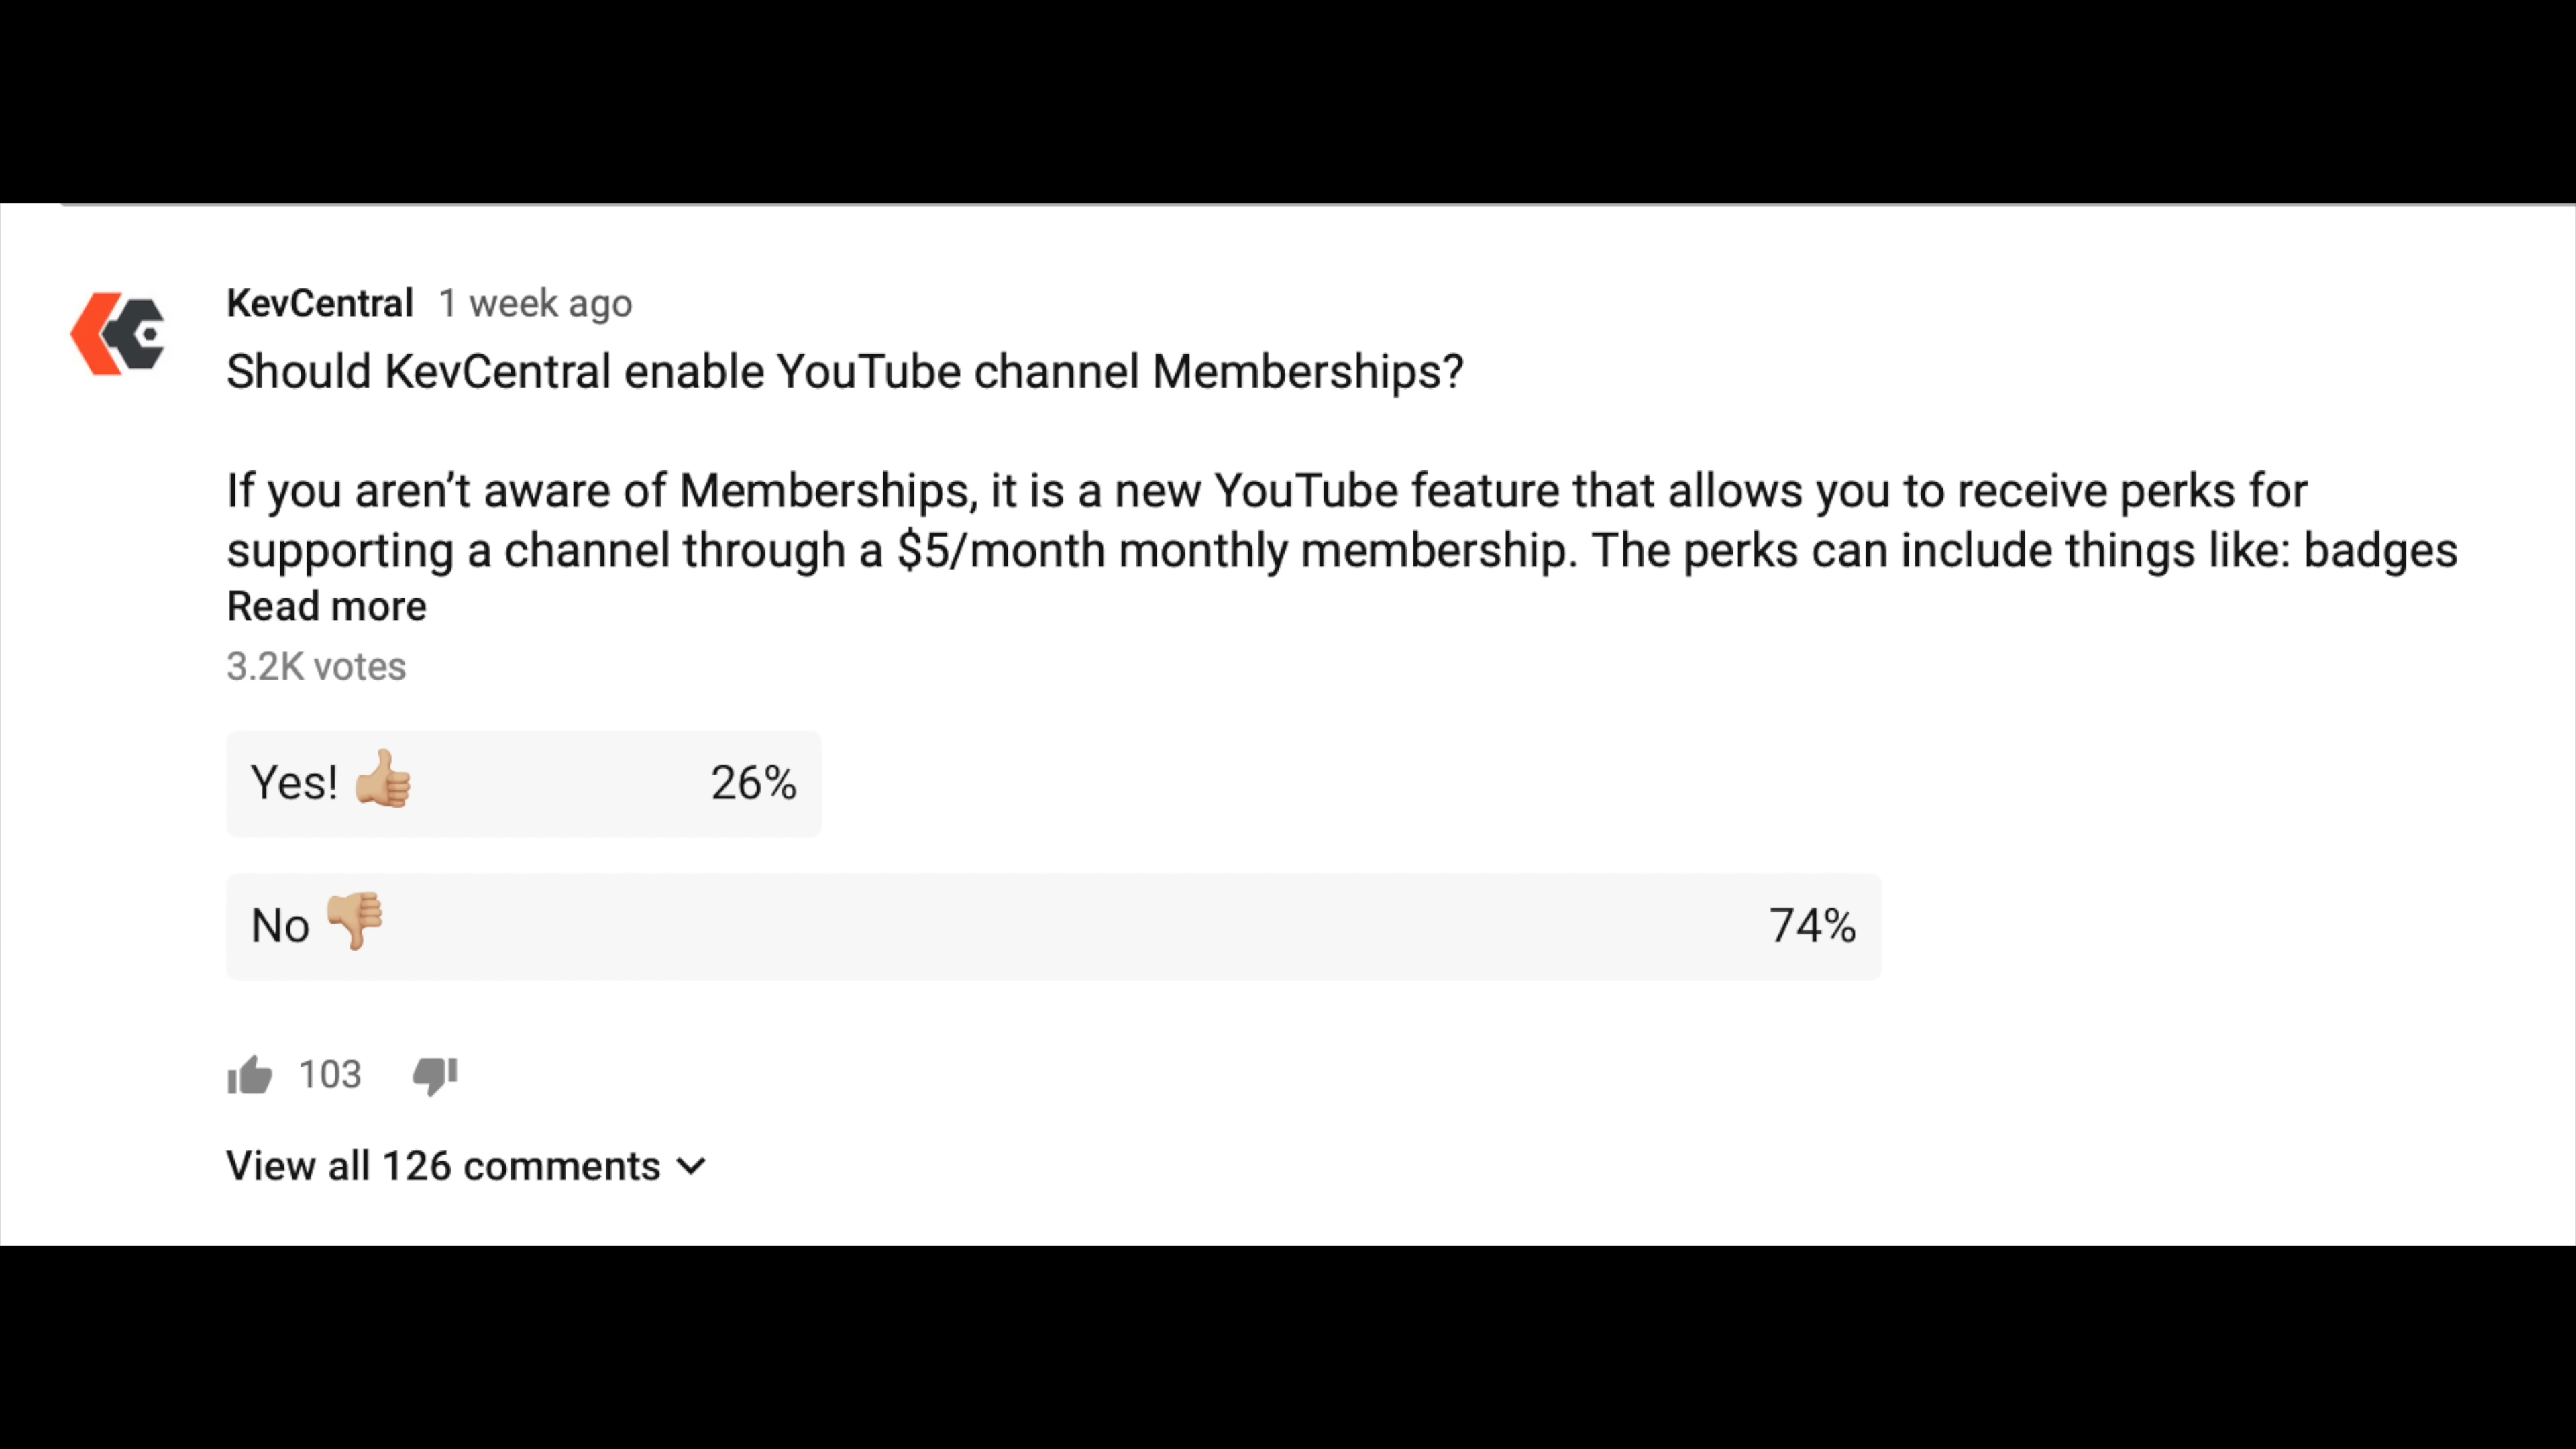 KevCentral 1 week ago
Should KevCentral enable YouTube channel Memberships?
If you aren’t aware of Memberships, it is a new YouTube feature that allows you to receive perks for
supporting a channel through a $5/month monthly membership. The perks can include things like: badges
Read more
3.2K votes
Yes! 👍🏼 26%
No 👎🏼 74%
103
View all 126 comments